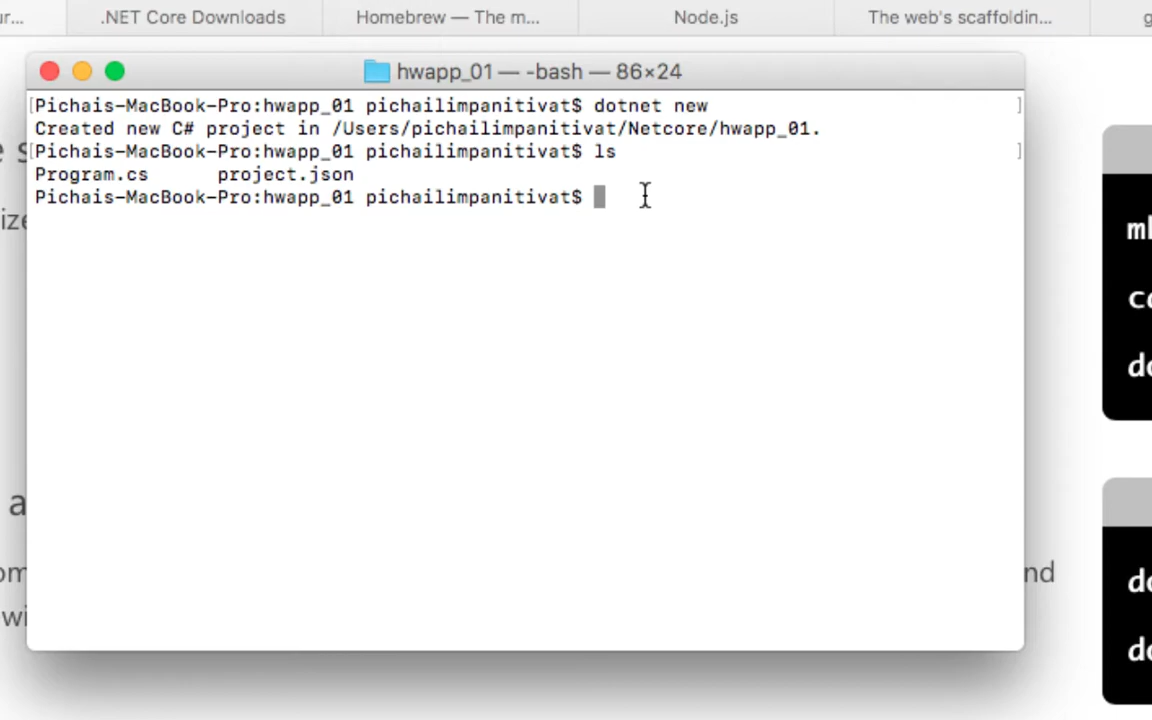 .NET Core Downloads
Homebrew — The m...
Node.js
The web's scaffoldin...
hwapp_01 — -bash — 86×24
[Pichais-MacBook-Pro:hwapp_01 pichailimpanitivat$ dotnet new ]
Created new C# project in /Users/pichailimpanitivat/Netcore/hwapp_01.
[Pichais-MacBook-Pro:hwapp_01 pichailimpanitivat$ ls ]
Program.cs project.json
Pichais-MacBook-Pro:hwapp_01 pichailimpanitivat$